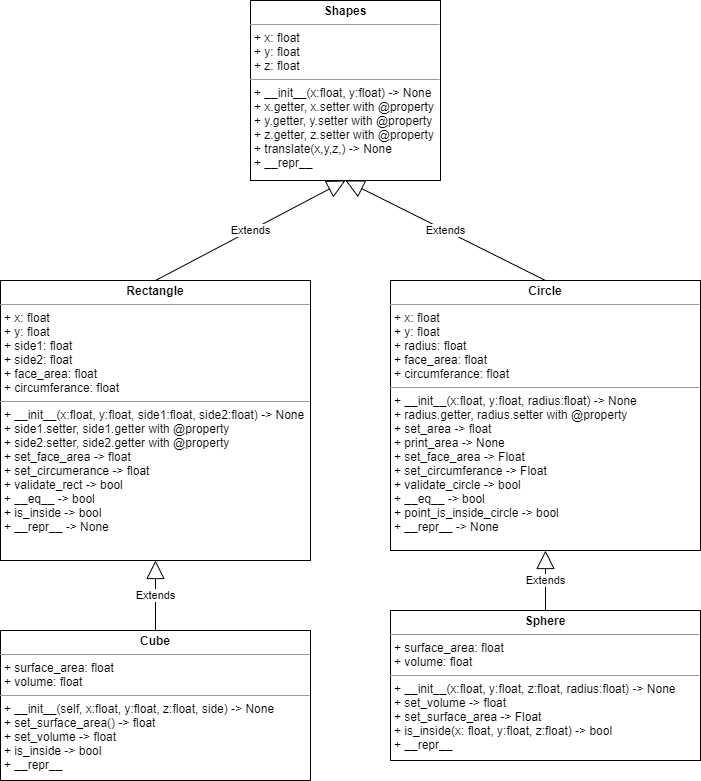 Shapes
+ x: float
+ y: float
+ z: float
+ __init__(x:float, y:float) -> None
+ x.getter, x.setter with @property
+ y.getter, y.setter with @property
+ z.getter, z.setter with @property
+ translate(x,y,z,) -> None
+ __repr__
Extends
Extends
Rectangle
+ x: float
+ y: float
+ side1: float
+ side2: float
+ face_area: float
+ circumferance: float
+ __init__(x:float, y:float, side1:float, side2:float) -> None
+ side1.setter, side1.getter with @property
+ side2.setter, side2.getter with @property
+ set_face_area -> float
+ set_circumerance -> float
+ validate_rect -> bool
+ __eq__ -> bool
+ is_inside -> bool
+ __repr__ -> None
Circle
+ x: float
+ y: float
+ radius: float
+ face_area: float
+ circumferance: float
+ __init__(x:float, y:float, radius:float) -> None
+ radius.getter, radius.setter with @property
+ set_area -> float
+ print_area -> None
+ set_face_area -> Float
+ set_circumferance -> Float
+ validate_circle -> bool
+ __eq__ -> bool
+ point_is_inside_circle -> bool
+ __repr__ -> None
Extends
Extends
Cube
+ surface_area: float
+ volume: float
+ __init__(self, x:float, y:float, z:float, side) -> None
+ set_surface_area() -> float
+ set_volume -> float
+ is_inside -> bool
+ __repr__
Sphere
+ surface_area: float
+ volume: float
+ __init__(x:float, y:float, z:float, radius:float) -> None
+ set_volume -> float
+ set_surface_area -> Float
+ is_inside(x: float, y:float, z:float) -> bool
+ __repr__